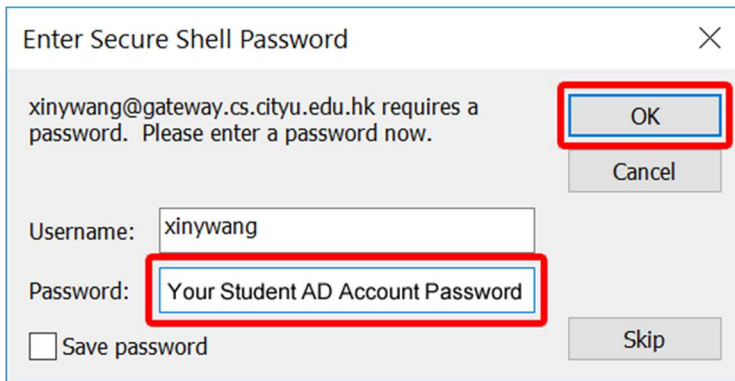 Enter Secure Shell Password
xinywang@gateway.cs.cityu.edu.hk requires a
password. Please enter a password now.
OK
Cancel
Username: xinywang
Password: Your Student AD Account Password
Save password
Skip